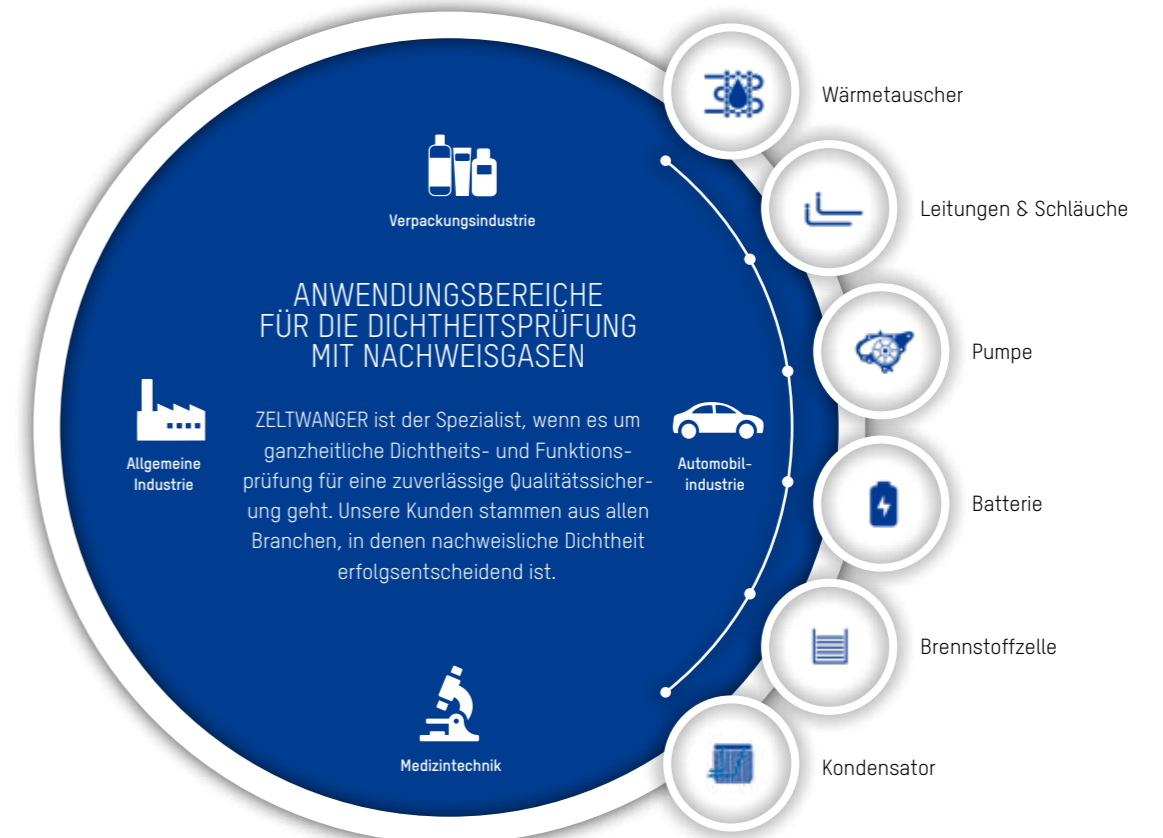 Verpackungsindustrie
ANWENDUNGSBEREICHE
FÜR DIE DICHTHEITSPRÜFUNG
MIT NACHWEISGASEN
ZELTWANGER ist der Spezialist, wenn es um
ganzheitliche Dichtheits- und Funktions-
prüfung für eine zuverlässige Qualitätssicher-
ung geht. Unsere Kunden stammen aus allen
Branchen, in denen nachweisliche Dichtheit
erfolgsentscheidend ist.
Allgemeine
Industrie
Automobil-
industrie
Medizintechnik
Wärmetauscher
Leitungen & Schläuche
Pumpe
Batterie
Brennstoffzelle
Kondensator